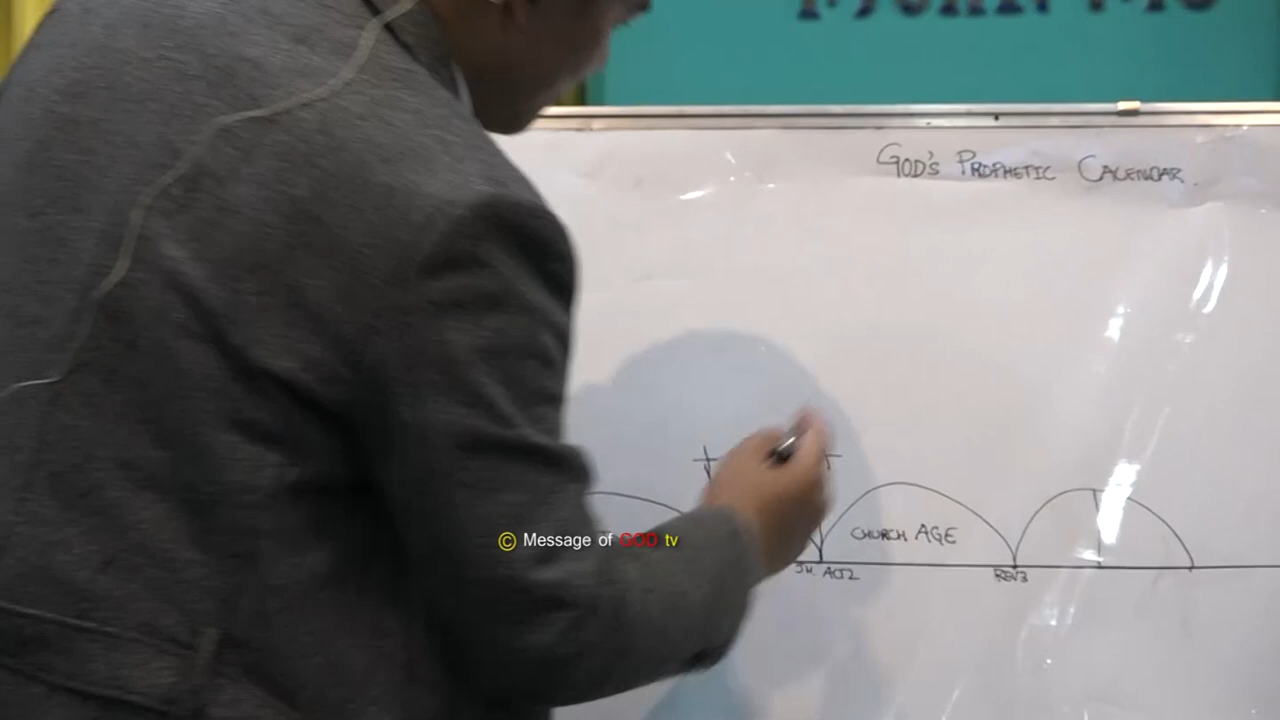 GOD'S PROPHETIC CALENDAR.
CHURCH AGE
© Message of GOD tv
ACT2
REV3